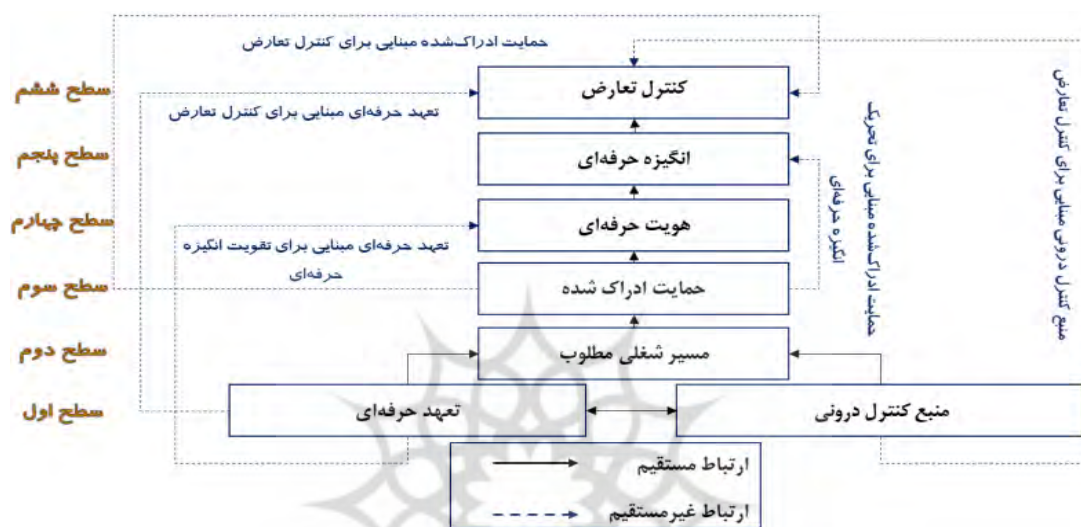 حمایت ادراک‌شده مبنایی برای کنترل تعارض
سطح ششم
کنترل تعارض
تعهد حرفه‌ای مبنایی برای کنترل تعارض
سطح پنجم
انگیزه حرفه‌ای
سطح چهارم
هویت حرفه‌ای
تعهد حرفه‌ای مبنایی برای تقویت انگیزه
حرفه‌ای
سطح سوم
حمایت ادراک شده
سطح دوم
مسیر شغلی مطلوب
سطح اول
تعهد حرفه‌ای
منبع کنترل درونی
منبع کنترل درونی مبنایی برای کنترل تعارض
حمایت ادراک‌شده مبنایی برای تحریک
انگیزه حرفه‌ای
ارتباط مستقیم
ارتباط غیرمستقیم